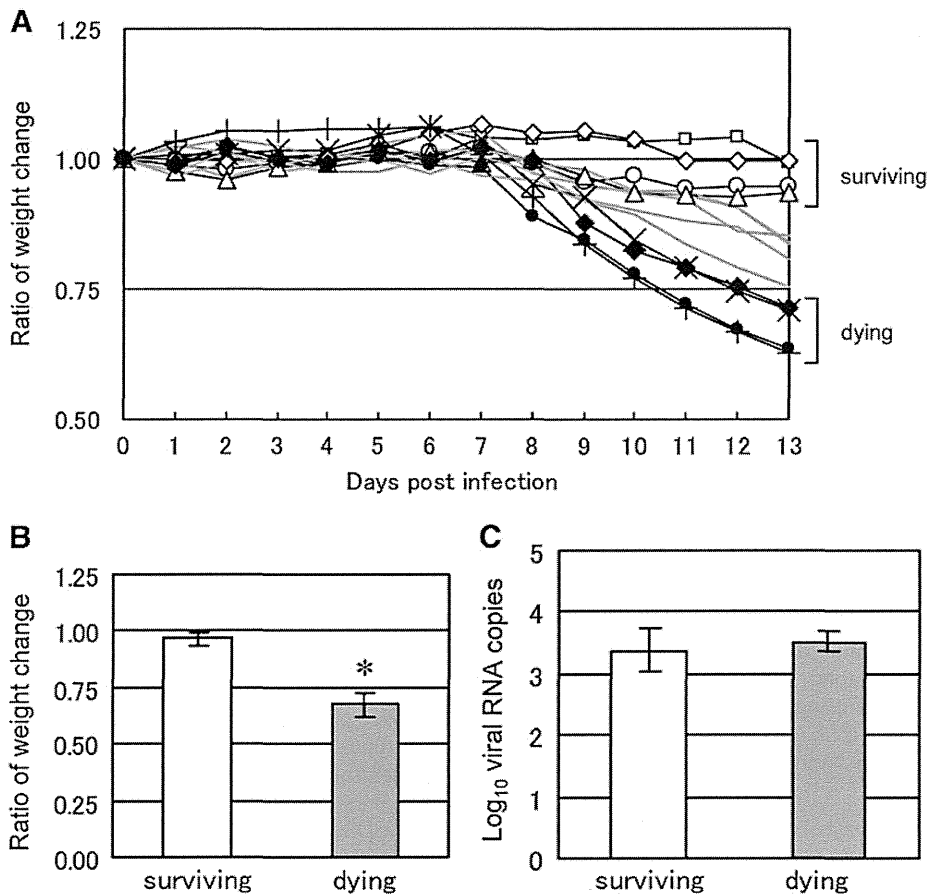 A
1.25
1.00
0.75
0.50
Ratio of weight change
0 1 2 3 4 5 6 7 8 9 10 11 12 13
Days post infection
surviving
dying
B
1.25
1.00
0.75
0.50
0.25
0.00
Ratio of weight change
*
surviving dying
C
5
4
3
2
1
0
Log10 viral RNA copies
surviving dying